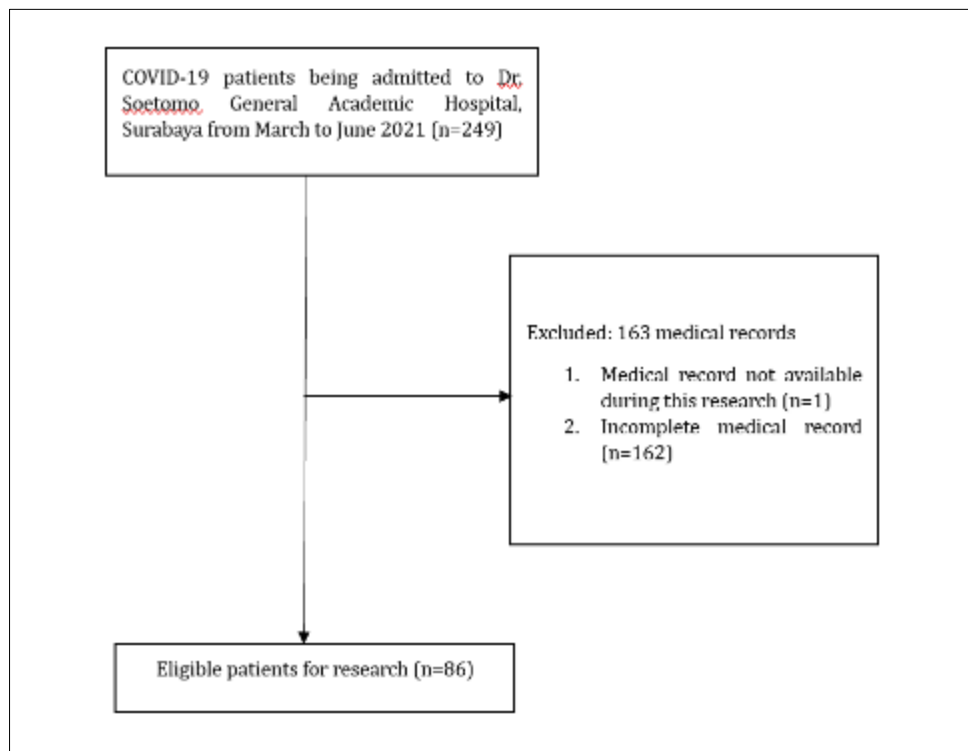 COVID-19 patients being admitted to Dr.
Soetomo General Academic Hospital,
Surabaya from March to June 2021 (n=249)
Excluded: 163 medical records
1. Medical record not available
during this research (n=1)
2. Incomplete medical record
(n=162)
Eligible patients for research (n=86)